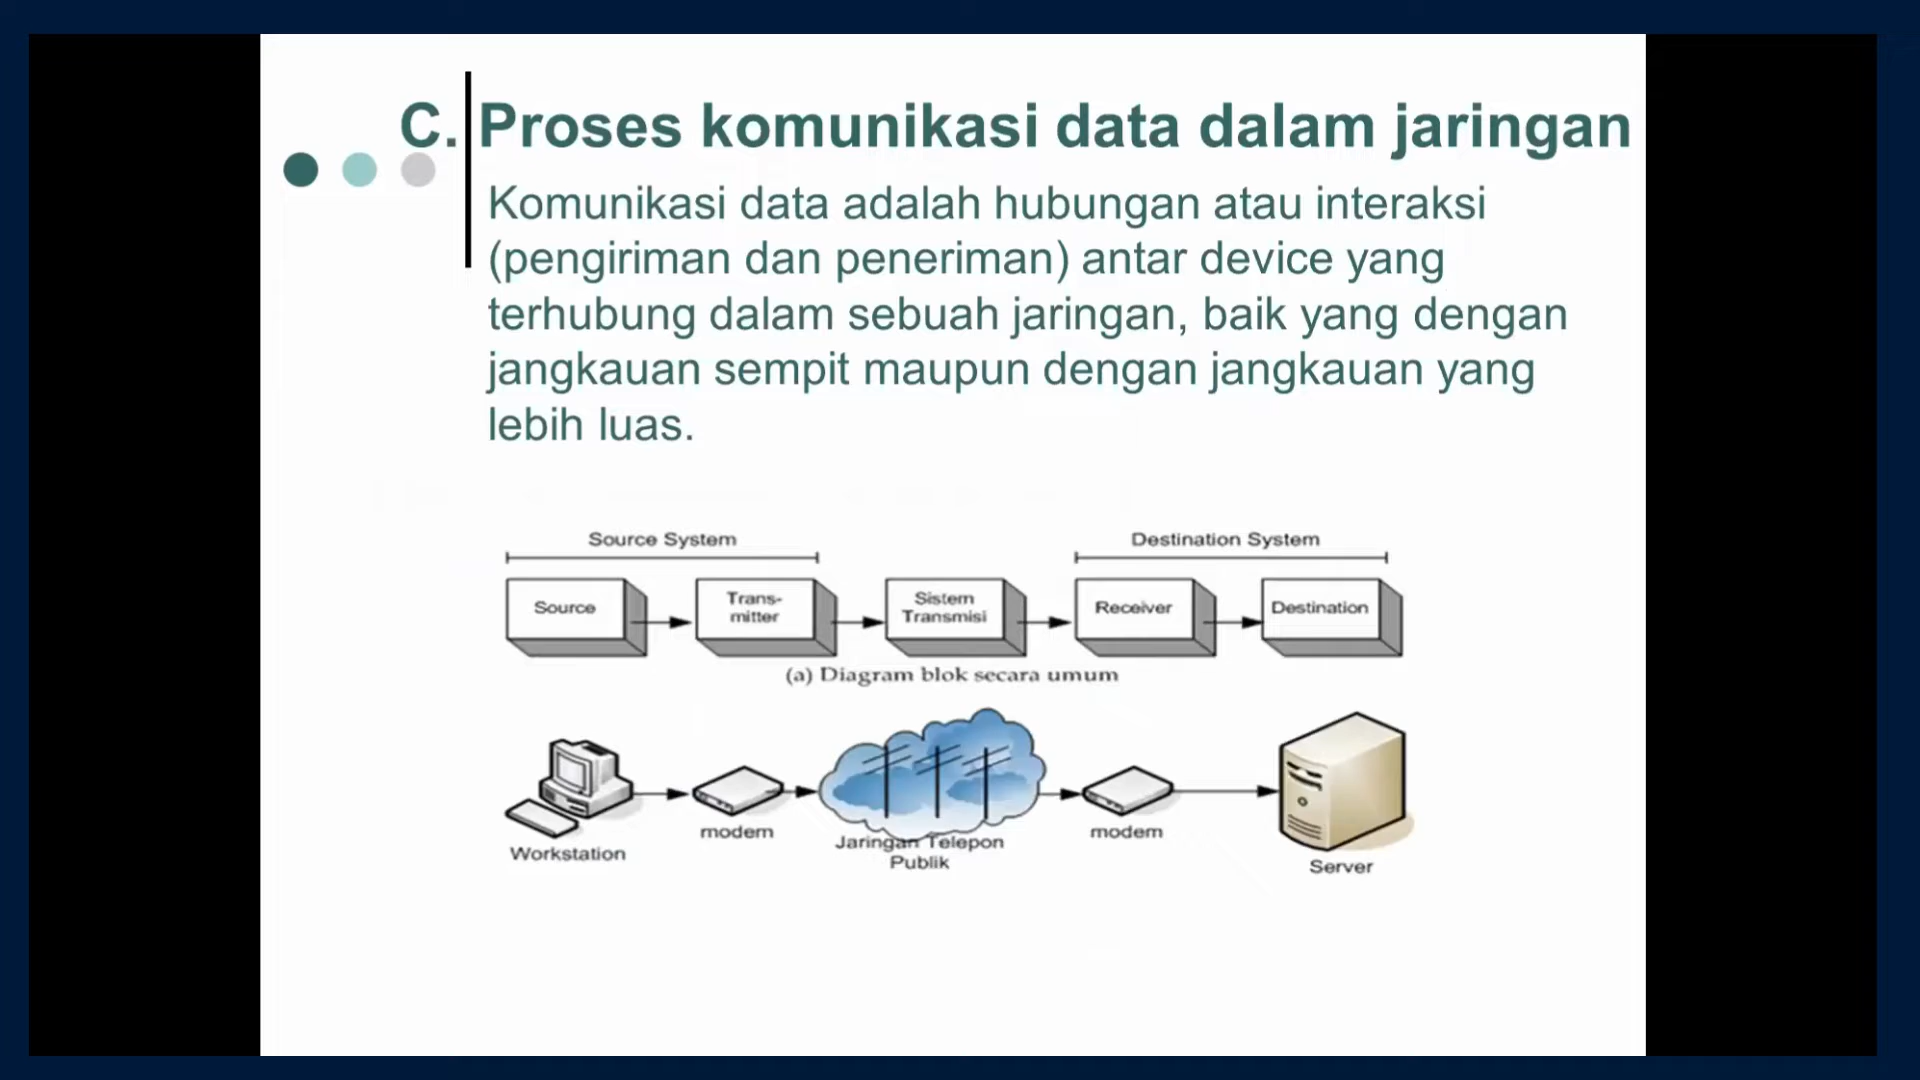 C. Proses komunikasi data dalam jaringan
Komunikasi data adalah hubungan atau interaksi
(pengiriman dan peneriman) antar device yang
terhubung dalam sebuah jaringan, baik yang dengan
jangkauan sempit maupun dengan jangkauan yang
lebih luas.
Source System
Destination System
Source
Trans-
mitter
Sistem
Transmisi
Receiver
Destination
(a) Diagram blok secara umum
Workstation
modem
Jaringan Telepon
Publik
modem
Server